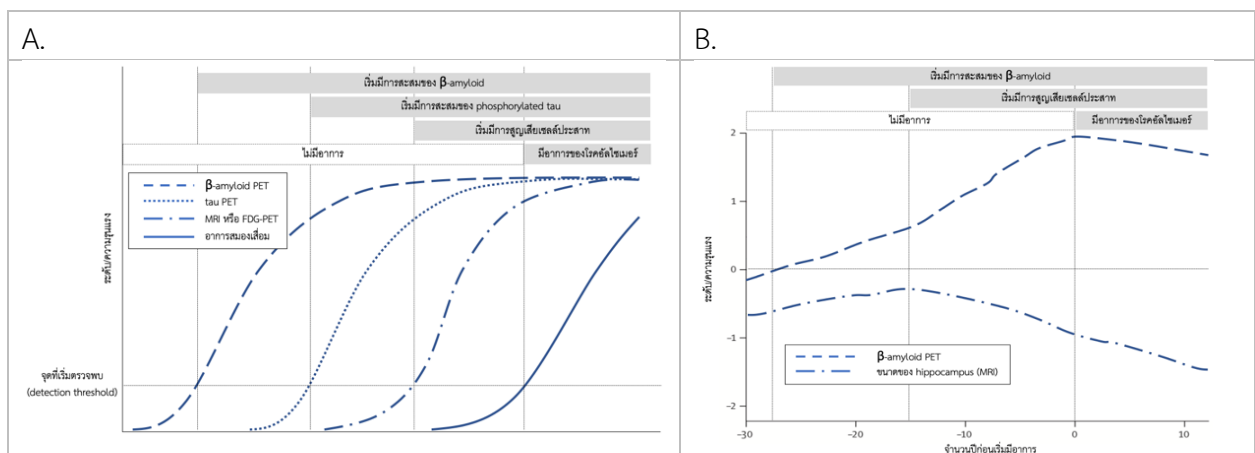 A.
เริ่มมีการสะสมของ β-amyloid
เริ่มมีการสะสมของ phosphorylated tau
เริ่มมีการสูญเสียเซลล์ประสาท
ไม่มีอาการ
มีอาการของโรคอัลไซเมอร์
β-amyloid PET
tau PET
MRI หรือ FDG-PET
อาการสมองเสื่อม
ระดับ/ความรุนแรง
จุดที่เริ่มตรวจพบ
(detection threshold)
B.
เริ่มมีการสะสมของ β-amyloid
เริ่มมีการสูญเสียเซลล์ประสาท
ไม่มีอาการ
มีอาการของโรคอัลไซเมอร์
2
1
0
–1
–2
ระดับ/ความรุนแรง
β-amyloid PET
ขนาดของ hippocampus (MRI)
–30
–20
–10
0
10
จำนวนปีก่อนเริ่มมีอาการ